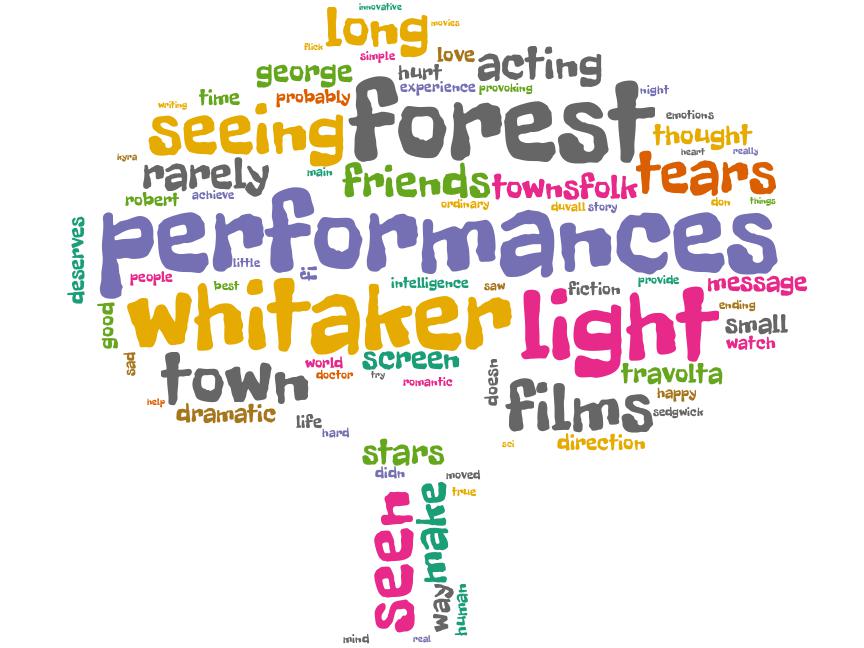 innovative
long
movies
flick
simple
love
george
hurt
acting
experience
provoking
night
time
probably
writing
seeing
forest
emotions
thought
kyra
heart
really
rarely
main
friends
townsfolk
tears
robert
achieve
ordinary
duvall
story
don
things
deserves
performances
people
little
fi
best
intelligence
saw
fiction
provide
message
good
whitaker
light
ending
small
watch
sad
town
world
screen
doctor
try
romantic
doesn
travolta
happy
help
dramatic
films
sedgwick
life
hard
sci
direction
stars
didn
moved
true
seen
make
way
human
mind
real